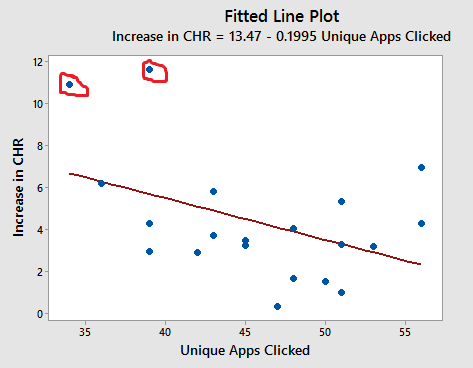 Fitted Line Plot
Increase in CHR = 13.47 - 0.1995 Unique Apps Clicked
12
10
8
6
4
2
0
Increase in CHR
35 40 45 50 55
Unique Apps Clicked